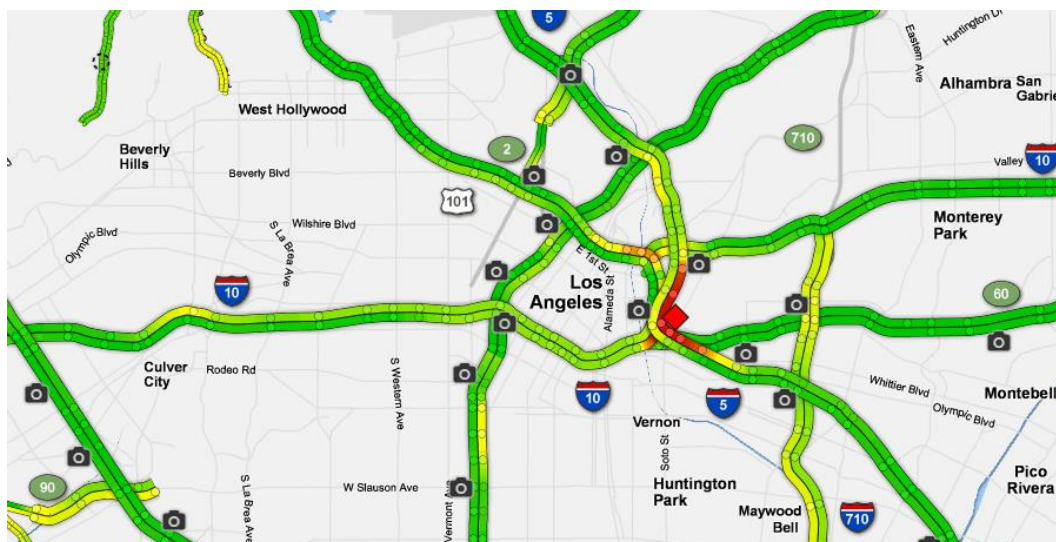 5
Huntington Dr
Eastern Ave
Alhambra
San
Gabrie
West Hollywood
2
710
Beverly
Hills
Valley
10
Beverly Blvd
101
Wilshire Blvd
Olympic Blvd
S La Brea Ave
Monterey
Park
E 1st St
Los
Angeles
Alameda St
10
60
Culver
City
Rodeo Rd
S Western Ave
10
5
Whittier Blvd
Olympic Blvd
Montebell
Vernon
Soto St
90
S La Brea Ave
W Slauson Ave
Vermont Ave
Huntington
Park
Maywood
Bell
710
Pico
Rivera